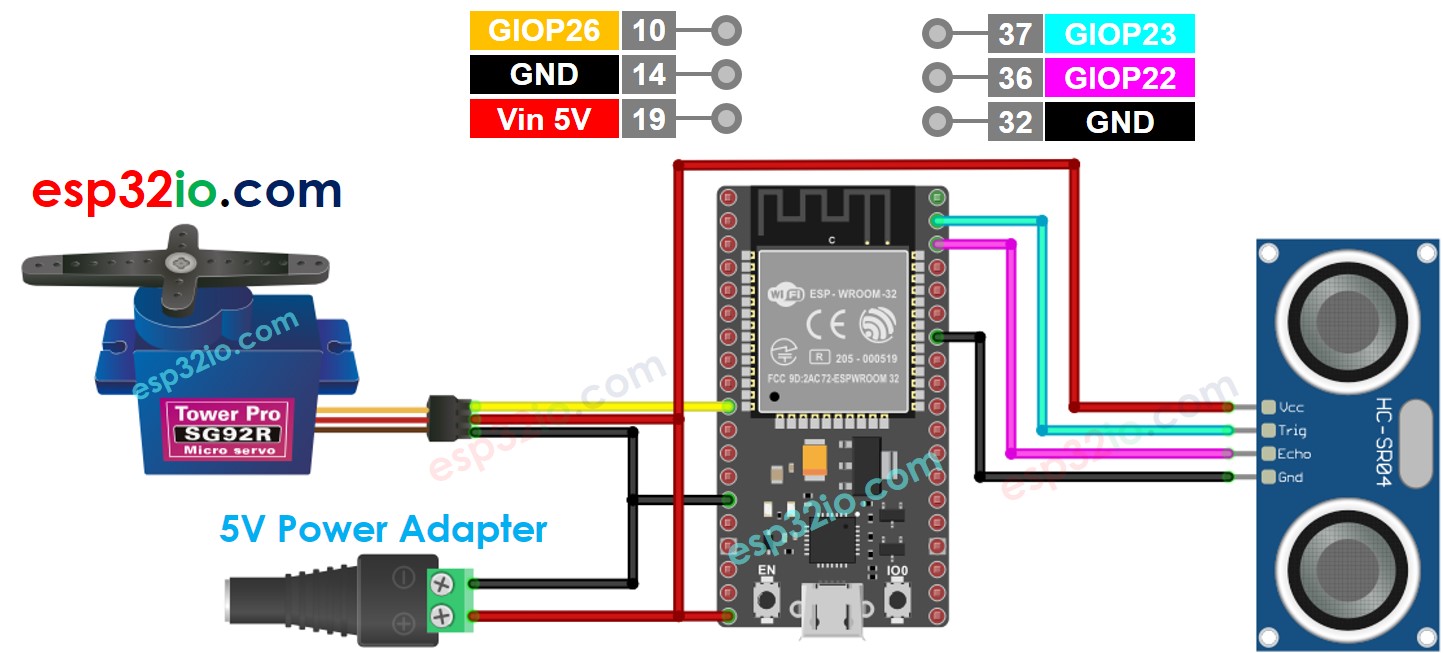 GIOP26 10
GND 14
Vin 5V 19
37 GIOP23
36 GIOP22
32 GND
esp32io.com
C
WiFi ESP-WROOM-32
CE
R 205-000519
FCC 9D:2AC72-ESPWROOM 32
esp32io.com
Tower Pro
SG92R
Micro servo
esp32io.com
esp32io.com
esp32io.com
Vcc
Trig
Echo
Gnd
HC-SR04
5V Power Adapter
EN
IO0